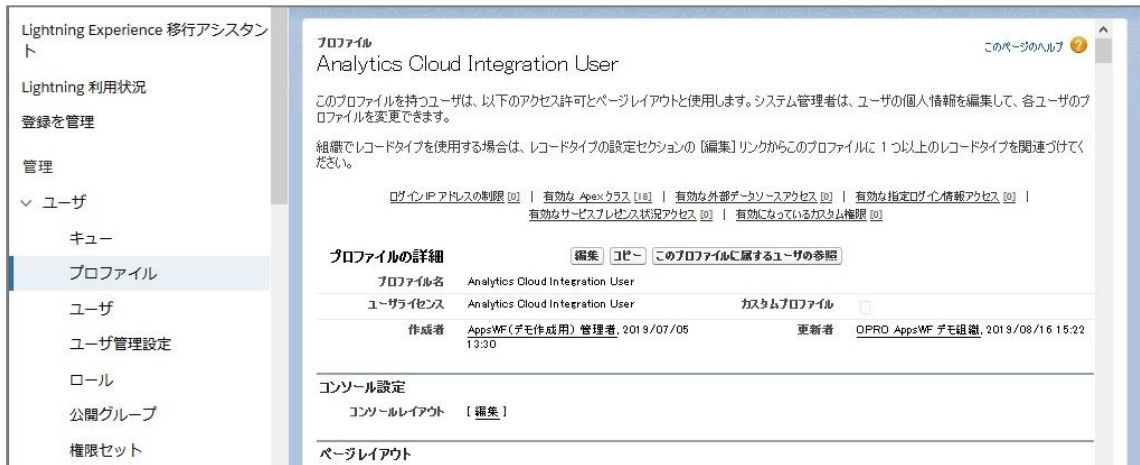 Lightning Experience 移行アシスタン
ト
Lightning 利用状況
登録を管理
管理
ユーザ
キュー
プロファイル
ユーザ
ユーザ管理設定
ロール
公開グループ
権限セット
プロファイル
Analytics Cloud Integration User
このページのヘルプ
このプロファイルを持つユーザは、以下のアクセス許可とページレイアウトと使用します。システム管理者は、ユーザの個人情報を編集して、各ユーザのプ
ロファイルを変更できます。
組織でレコードタイプを使用する場合は、レコードタイプの設定セクションの [編集] リンクからこのプロファイルに 1 つ以上のレコードタイプを関連づけてく
ださい。
ログイン IP アドレスの制限 [0] | 有効な Apex クラス [18] | 有効な外部データソースアクセス [0] | 有効な指定ログイン情報アクセス [0] |
有効なサービスプレゼンス状況アクセス [0] | 有効になっているカスタム権限 [0]
プロファイルの詳細 編集 コピー このプロファイルに属するユーザの参照
プロファイル名 Analytics Cloud Integration User
ユーザライセンス Analytics Cloud Integration User カスタムプロファイル
作成者 AppsWF(デモ作成用) 管理者, 2019/07/05 更新者 OPRO AppsWF デモ組織, 2019/08/16 15:22
13:30
コンソール設定
コンソールレイアウト [ 編集 ]
ページレイアウト